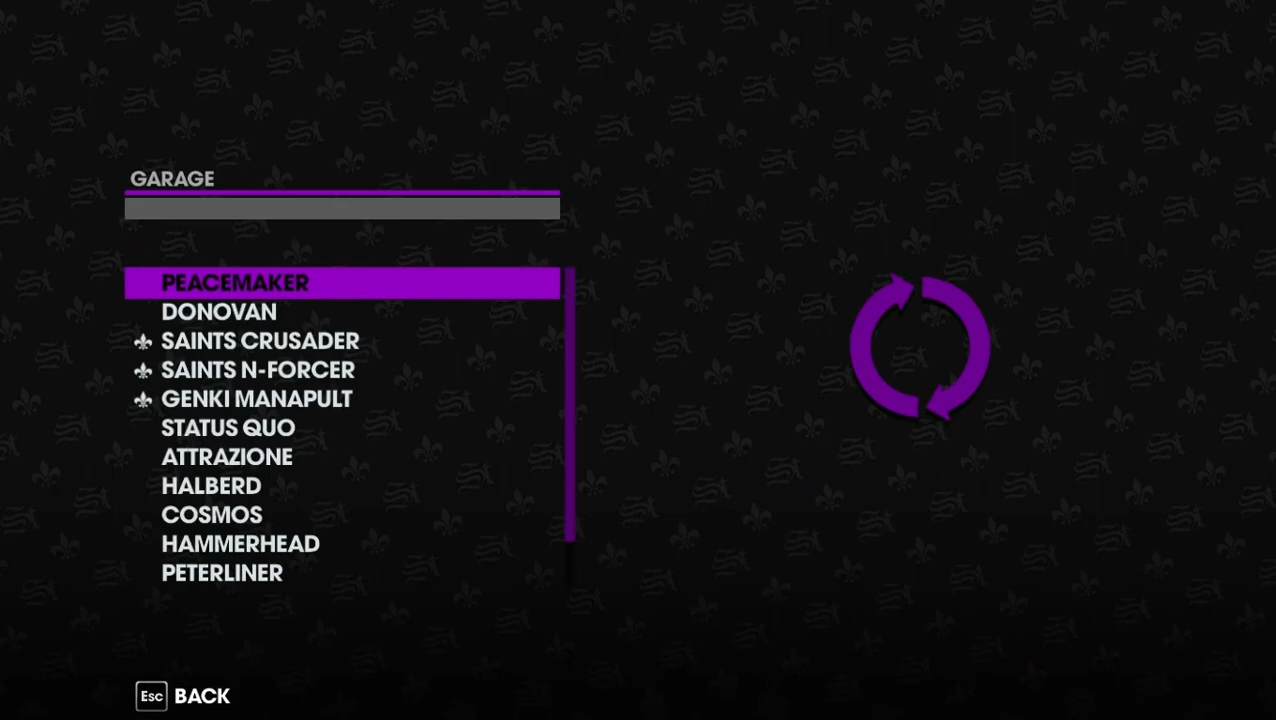 GARAGE
PEACEMAKER
DONOVAN
SAINTS CRUSADER
SAINTS N-FORCER
GENKI MANAPULT
STATUS QUO
ATTRAZIONE
HALBERD
COSMOS
HAMMERHEAD
PETERLINER
Esc BACK